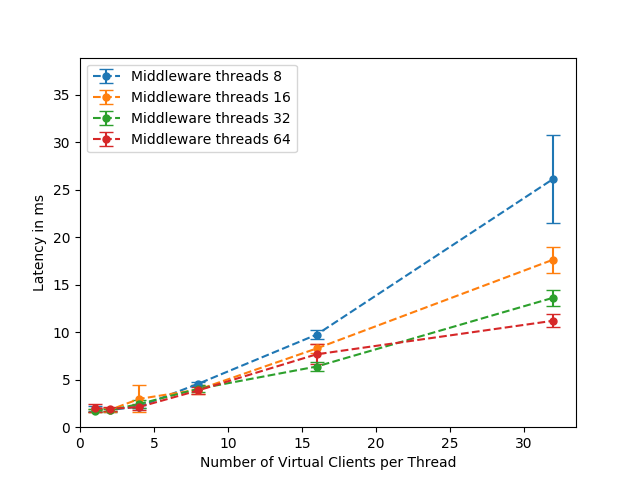 Middleware threads 8
Middleware threads 16
Middleware threads 32
Middleware threads 64
Latency in ms
35
30
25
20
15
10
5
0
0 5 10 15 20 25 30
Number of Virtual Clients per Thread